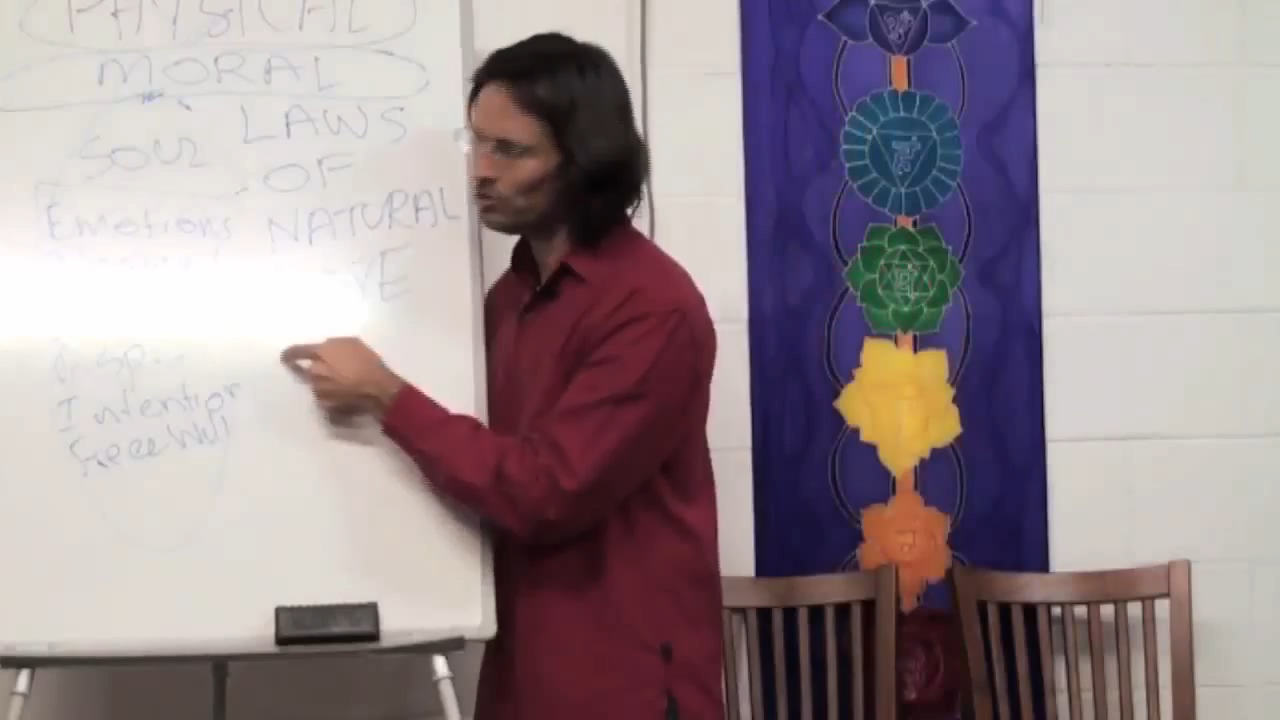 PHYSICAL
MORAL
SOUL LAWS
OF
Emotions NATURAL
Intention
Free Will